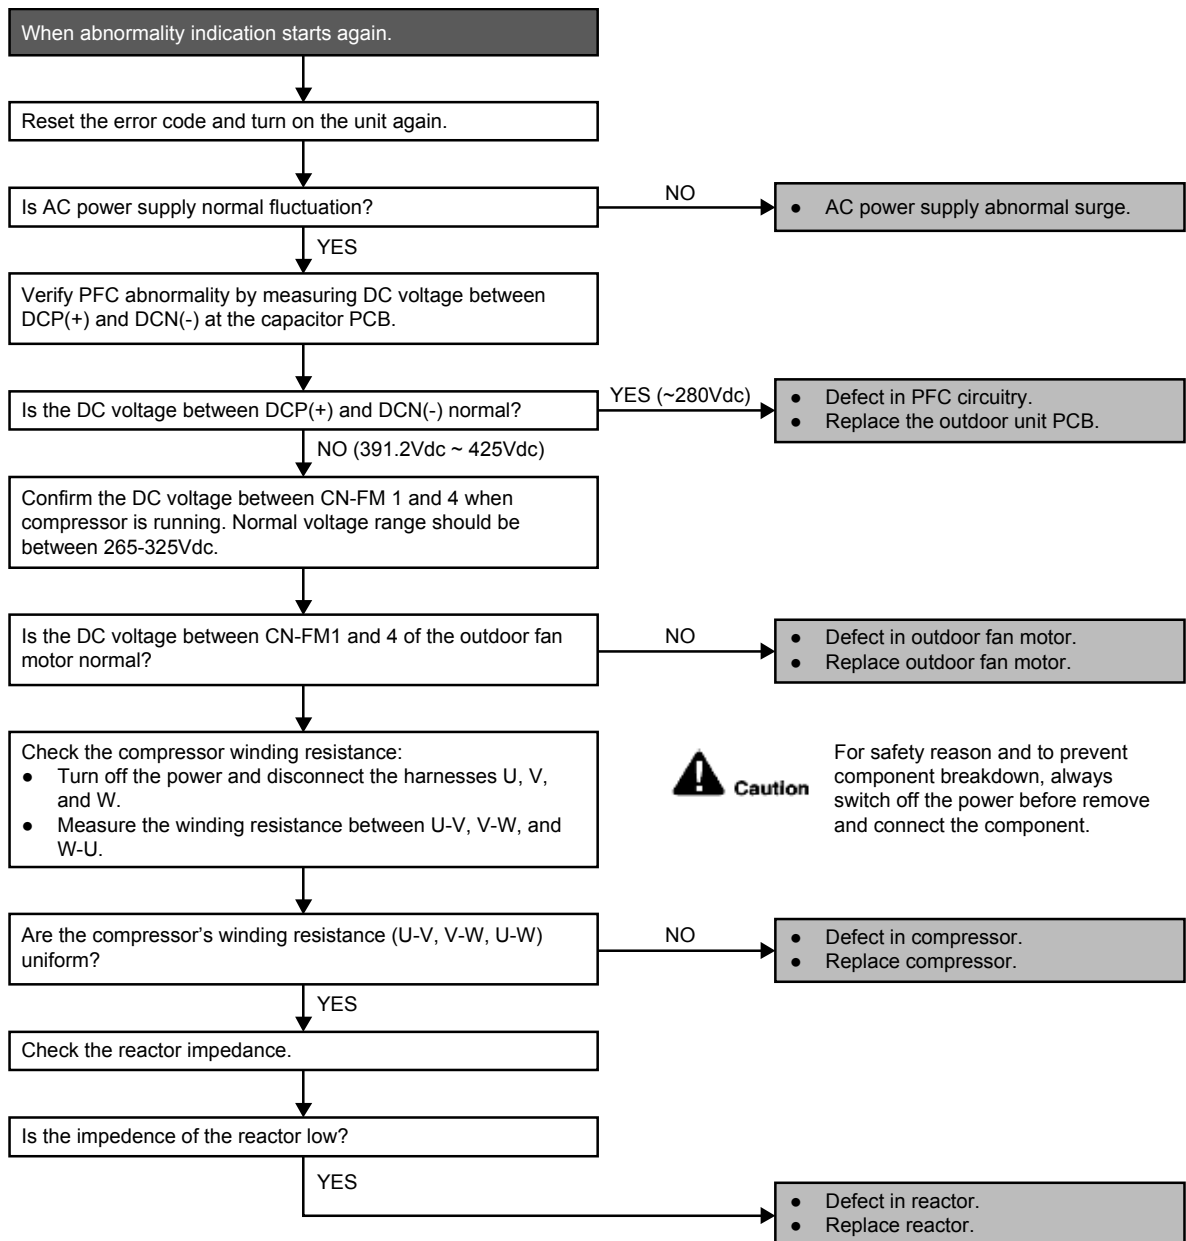 When abnormality indication starts again.
Reset the error code and turn on the unit again.
Is AC power supply normal fluctuation?
NO
● AC power supply abnormal surge.
YES
Verify PFC abnormality by measuring DC voltage between
DCP(+) and DCN(-) at the capacitor PCB.
Is the DC voltage between DCP(+) and DCN(-) normal?
YES (~280Vdc)
● Defect in PFC circuitry.
● Replace the outdoor unit PCB.
NO (391.2Vdc ~ 425Vdc)
Confirm the DC voltage between CN-FM 1 and 4 when
compressor is running. Normal voltage range should be
between 265-325Vdc.
Is the DC voltage between CN-FM1 and 4 of the outdoor fan
motor normal?
NO
● Defect in outdoor fan motor.
● Replace outdoor fan motor.
Check the compressor winding resistance:
● Turn off the power and disconnect the harnesses U, V,
and W.
● Measure the winding resistance between U-V, V-W, and
W-U.
Caution
For safety reason and to prevent
component breakdown, always
switch off the power before remove
and connect the component.
Are the compressor's winding resistance (U-V, V-W, U-W)
uniform?
NO
● Defect in compressor.
● Replace compressor.
YES
Check the reactor impedance.
Is the impedence of the reactor low?
YES
● Defect in reactor.
● Replace reactor.